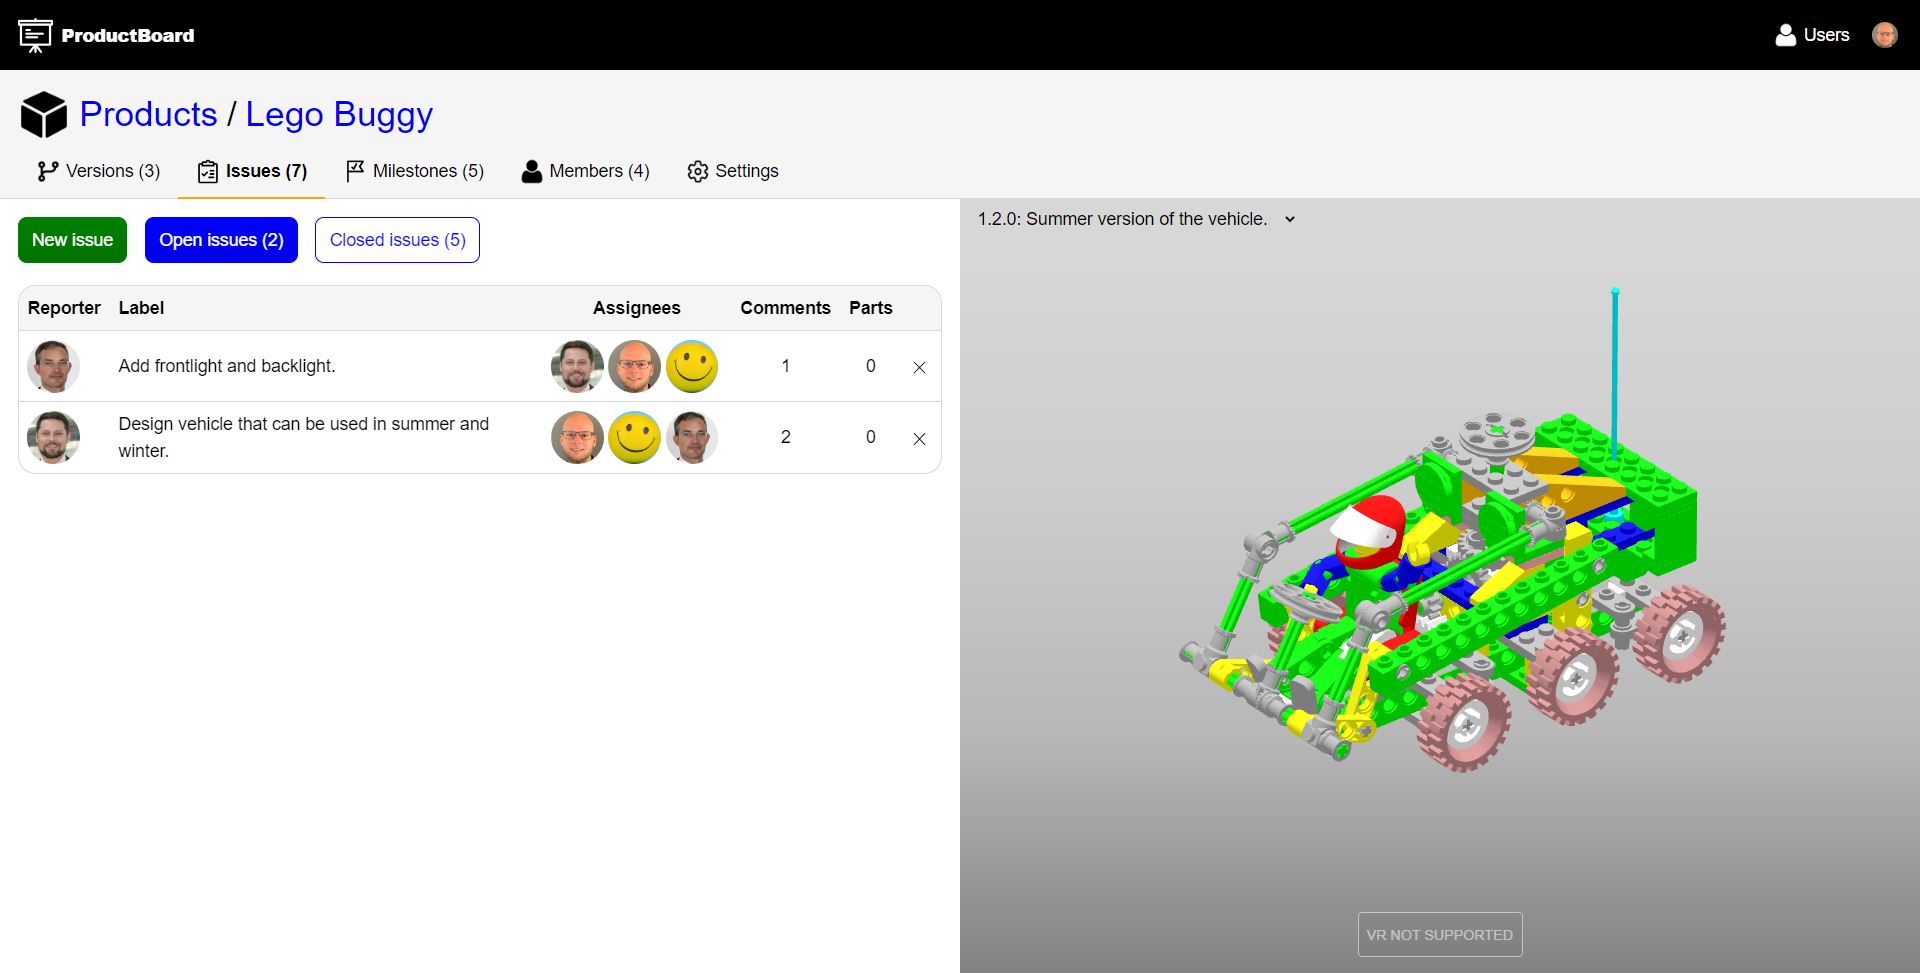 ProductBoard
Users
Products / Lego Buggy
Versions (3)
Issues (7)
Milestones (5)
Members (4)
Settings
New issue
Open issues (2)
Closed issues (5)
1.2.0: Summer version of the vehicle.
Reporter Label Assignees Comments Parts
Add frontlight and backlight. 1 0
Design vehicle that can be used in summer and
winter. 2 0
VR NOT SUPPORTED